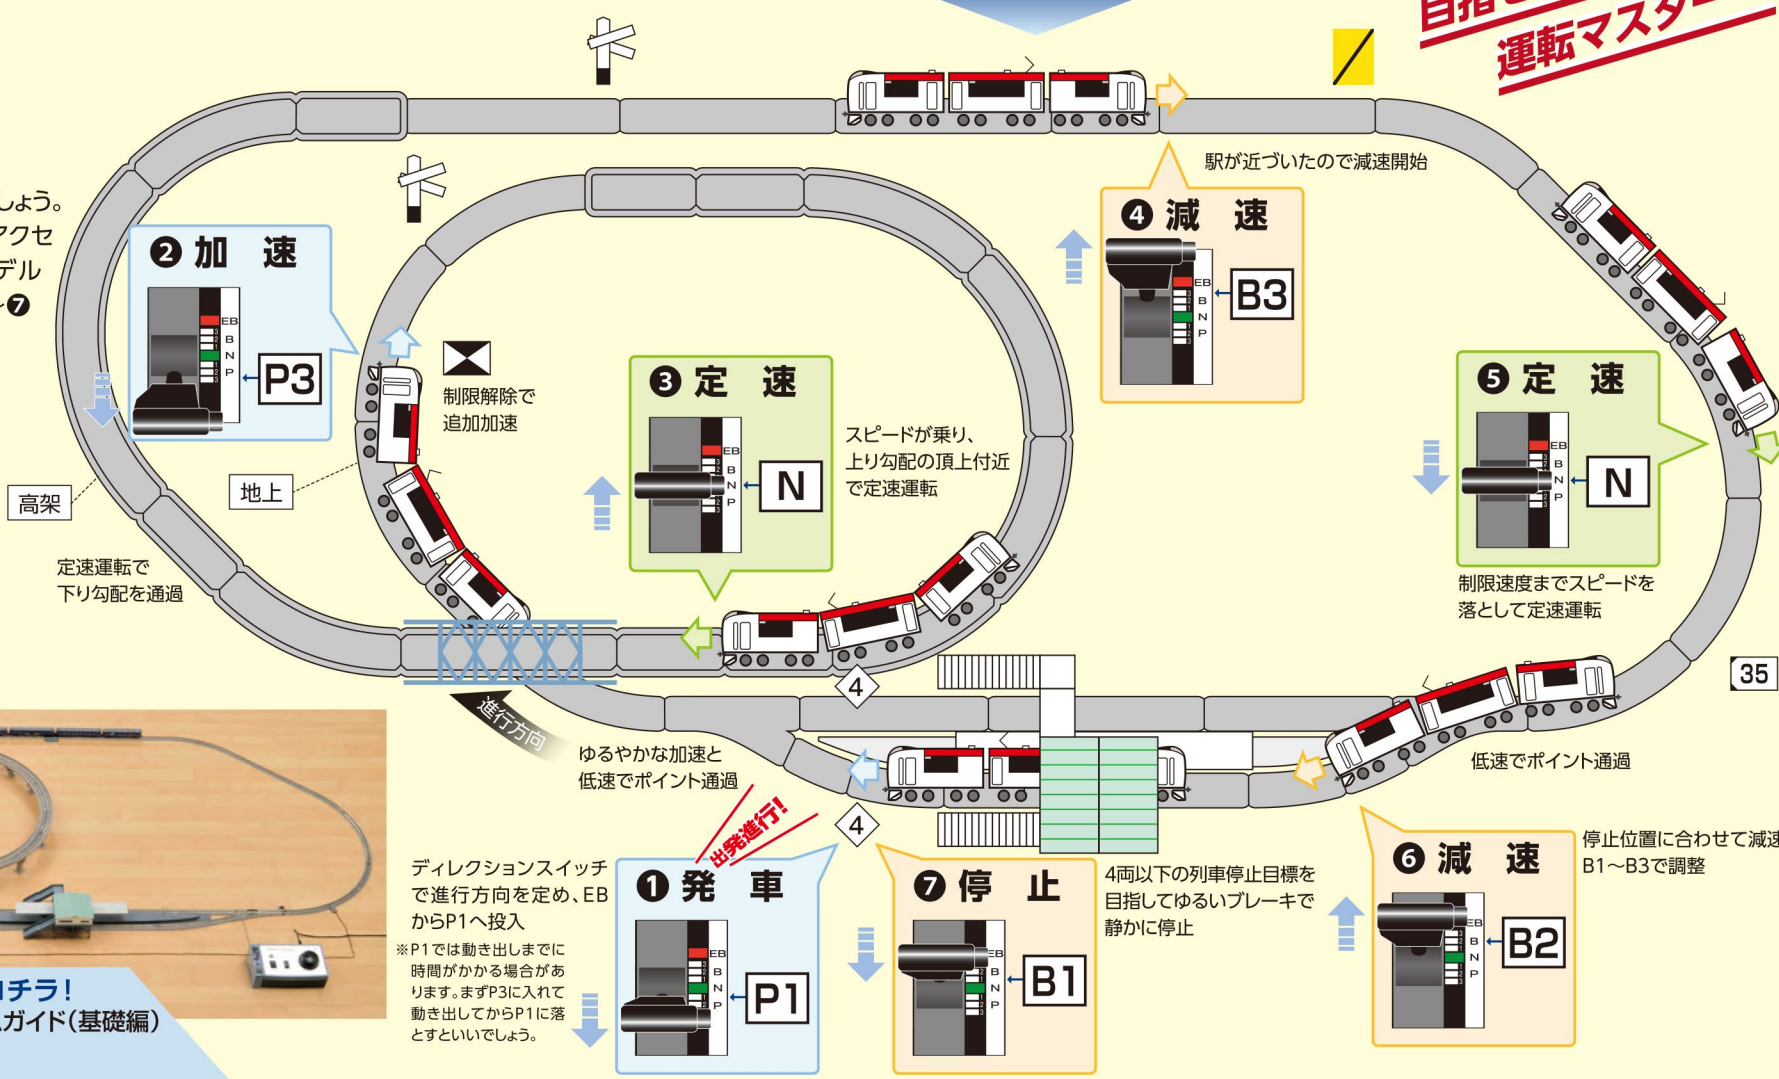 目指せ
運転マスター
しょう。
アクセ
デル
~❼
❷加 速
EB
B
N
P
P3
制限解除で
追加加速
地上
高架
定速運転で
下り勾配を通過
❸定 速
EB
B
N
P
N
スピードが乗り、
上り勾配の頂上付近
で定速運転
駅が近づいたので減速開始
❹減 速
EB
B
N
P
B3
❺定 速
EB
B
N
P
N
制限速度までスピードを
落として定速運転
35
低速でポイント通過
❻減 速
EB
B
N
P
B2
停止位置に合わせて減速
B1~B3で調整
4
4
❼停 止
EB
B
N
P
B1
4両以下の列車停止目標を
目指してゆるいブレーキで
静かに停止
進行方向
ゆるやかな加速と
低速でポイント通過
出発進行!
❶発 車
EB
B
N
P
P1
ディレクションスイッチ
で進行方向を定め、EB
からP1へ投入
※P1では動き出しまでに
時間がかかる場合があ
ります。まずP3に入れて
動き出してからP1に落
とすといいでしょう。
コチラ!
ガイド(基礎編)